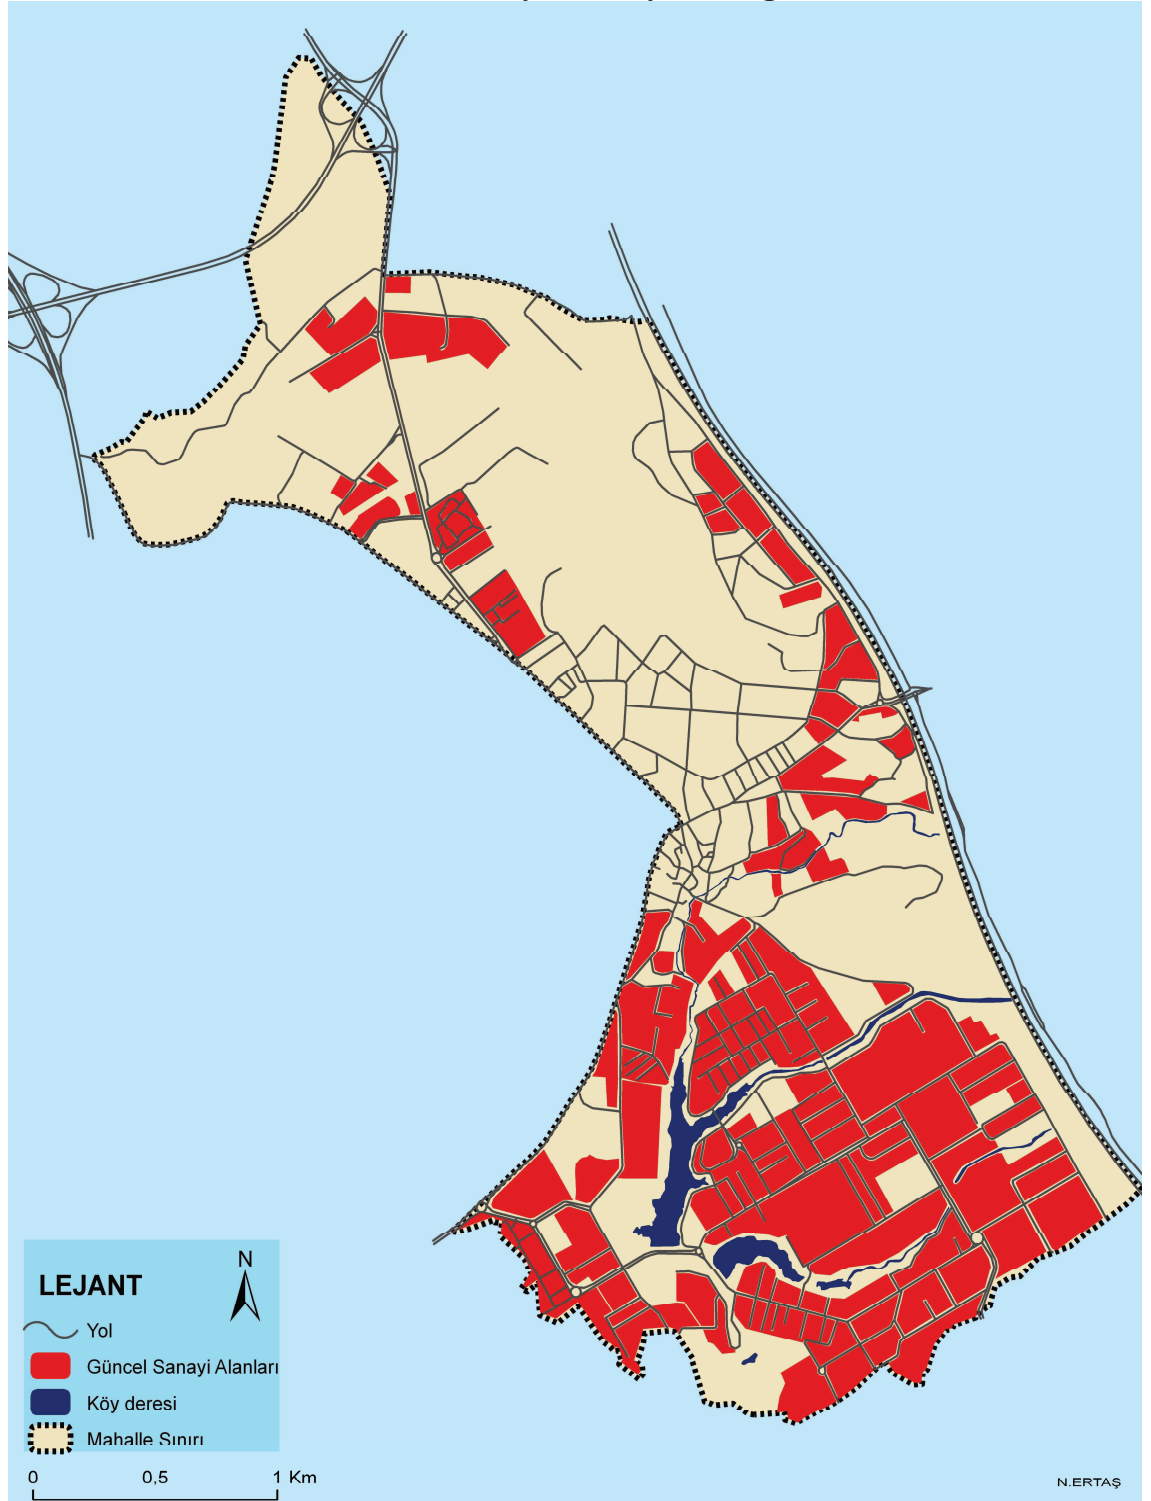 N
LEJANT
Yol
Güncel Sanayi Alanları
Köy deresi
Mahalle Sınırı
0 0,5 1 Km
N.ERTAŞ